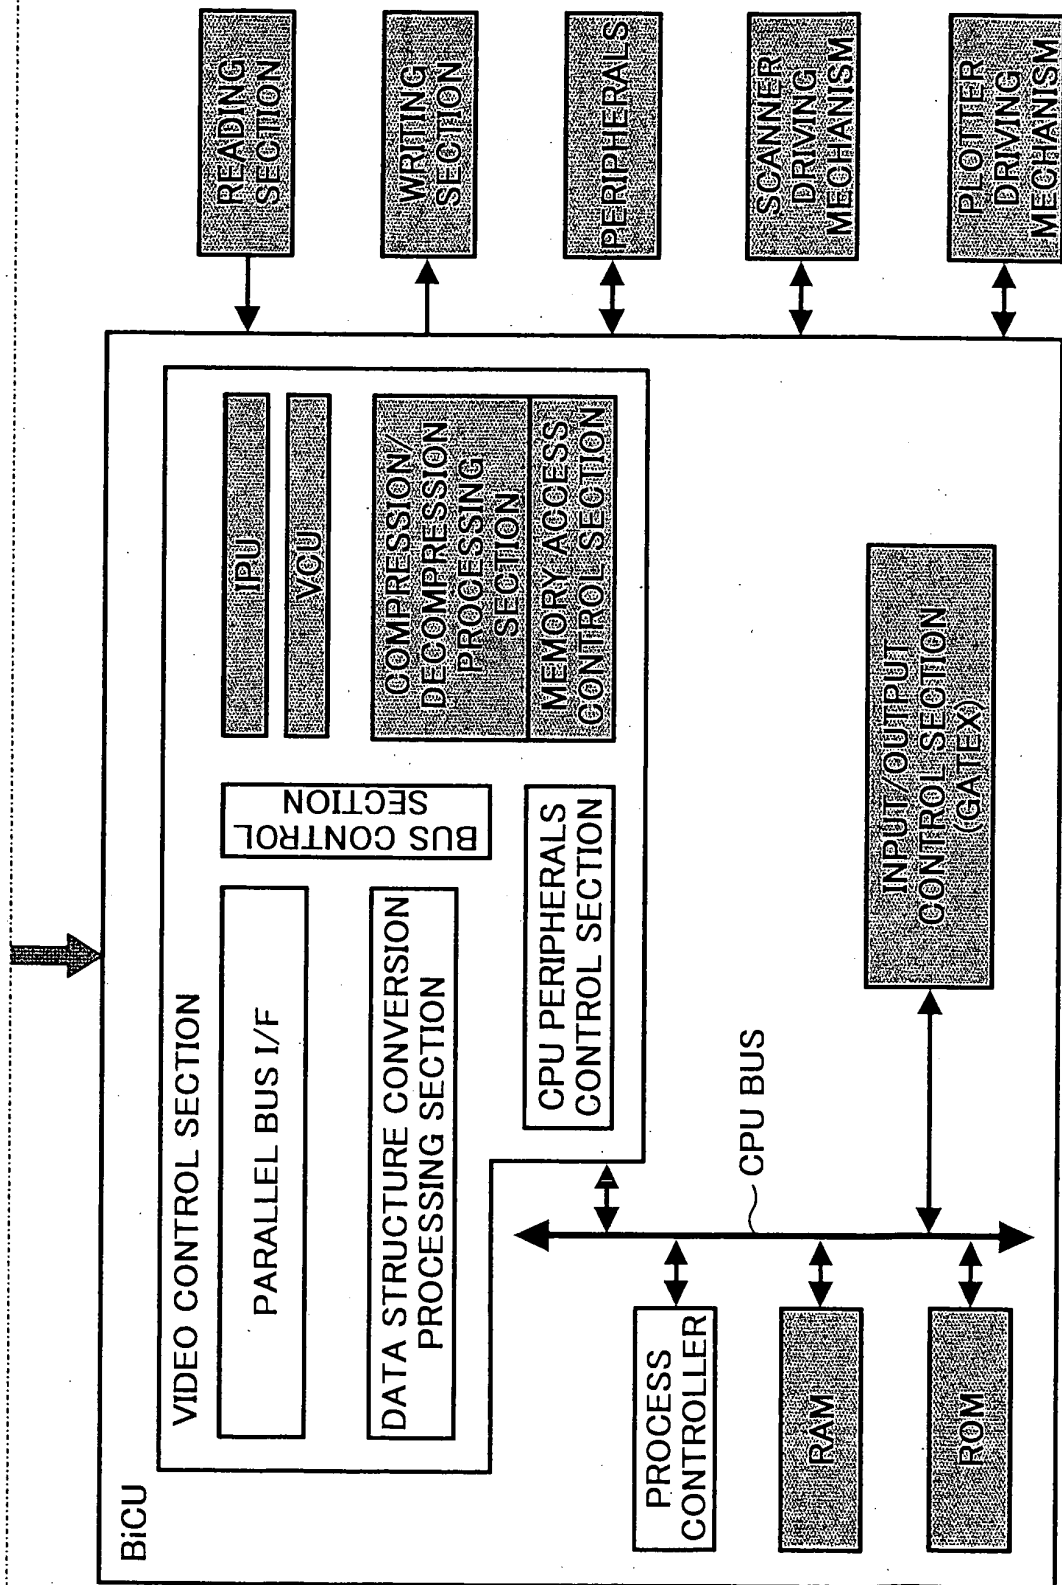 BiCU
VIDEO CONTROL SECTION
PARALLEL BUS I/F
DATA STRUCTURE CONVERSION
PROCESSING SECTION
BUS CONTROL
SECTION
IPU
VCU
COMPRESSION/
DECOMPRESSION
PROCESSING
SECTION
MEMORY ACCESS
CONTROL SECTION
CPU PERIPHERALS
CONTROL SECTION
PROCESS
CONTROLLER
RAM
ROM
CPU BUS
INPUT/OUTPUT
CONTROL SECTION
(GATEX)
READING
SECTION
WRITING
SECTION
PERIPHERALS
SCANNER
DRIVING
MECHANISM
PLOTTER
DRIVING
MECHANISM